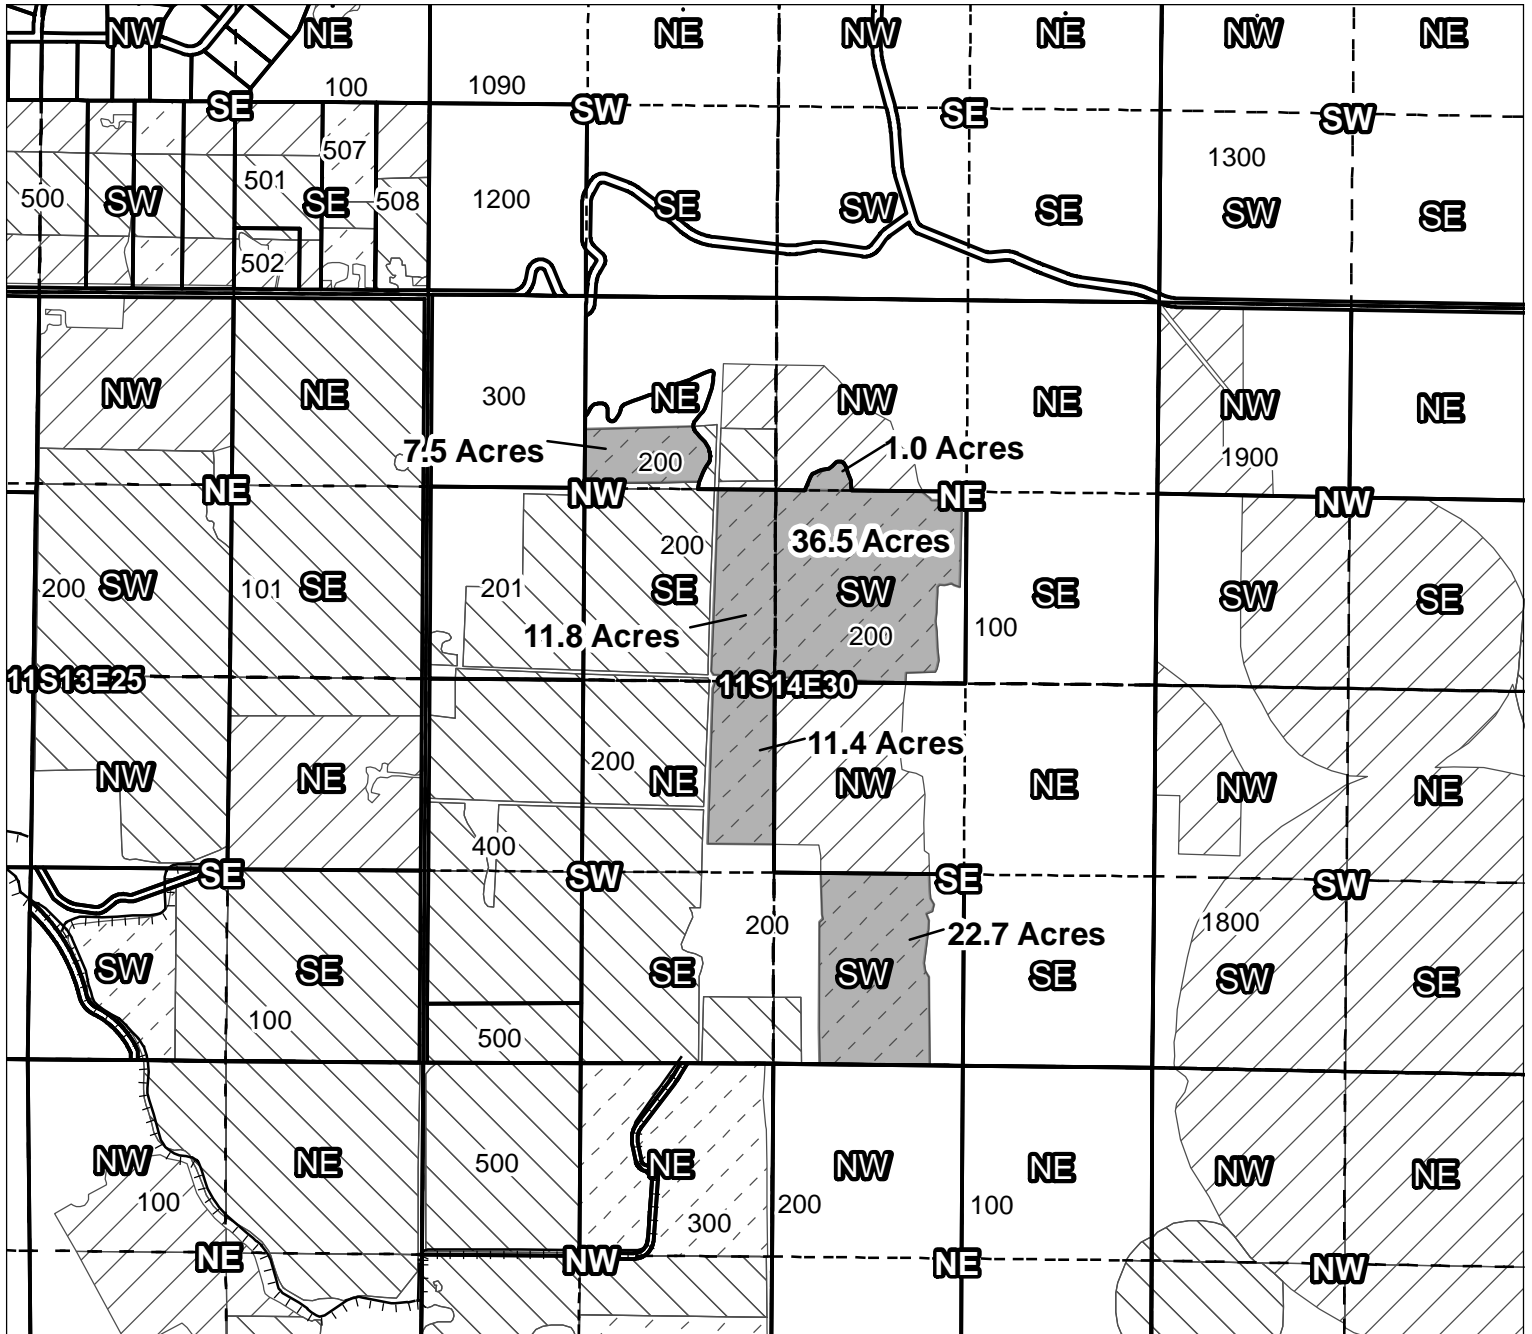 NW NE NE NW NE NW NE
100 1090
SE SW SE SW
507 1300
501
500 SW SE 508 1200 SE SW SE SW SE
502
NW NE 300 NE NW NE NW NE
7.5 Acres 200 1.0 Acres 1900
NE NW NE NW
200 36.5 Acres
200 SW 101 SE 201 SE SW SE SW SE
11.8 Acres 200 100
11S13E25 11S14E30
11.4 Acres
NW NE 200 NE NW NE NW NE
400
SE SW SE SW
200 22.7 Acres 1800
SW SE SE SW SE SW SE
100 500
NW NE 500 NE NW NE NW NE
100 300 200 100
NE NW NE NW